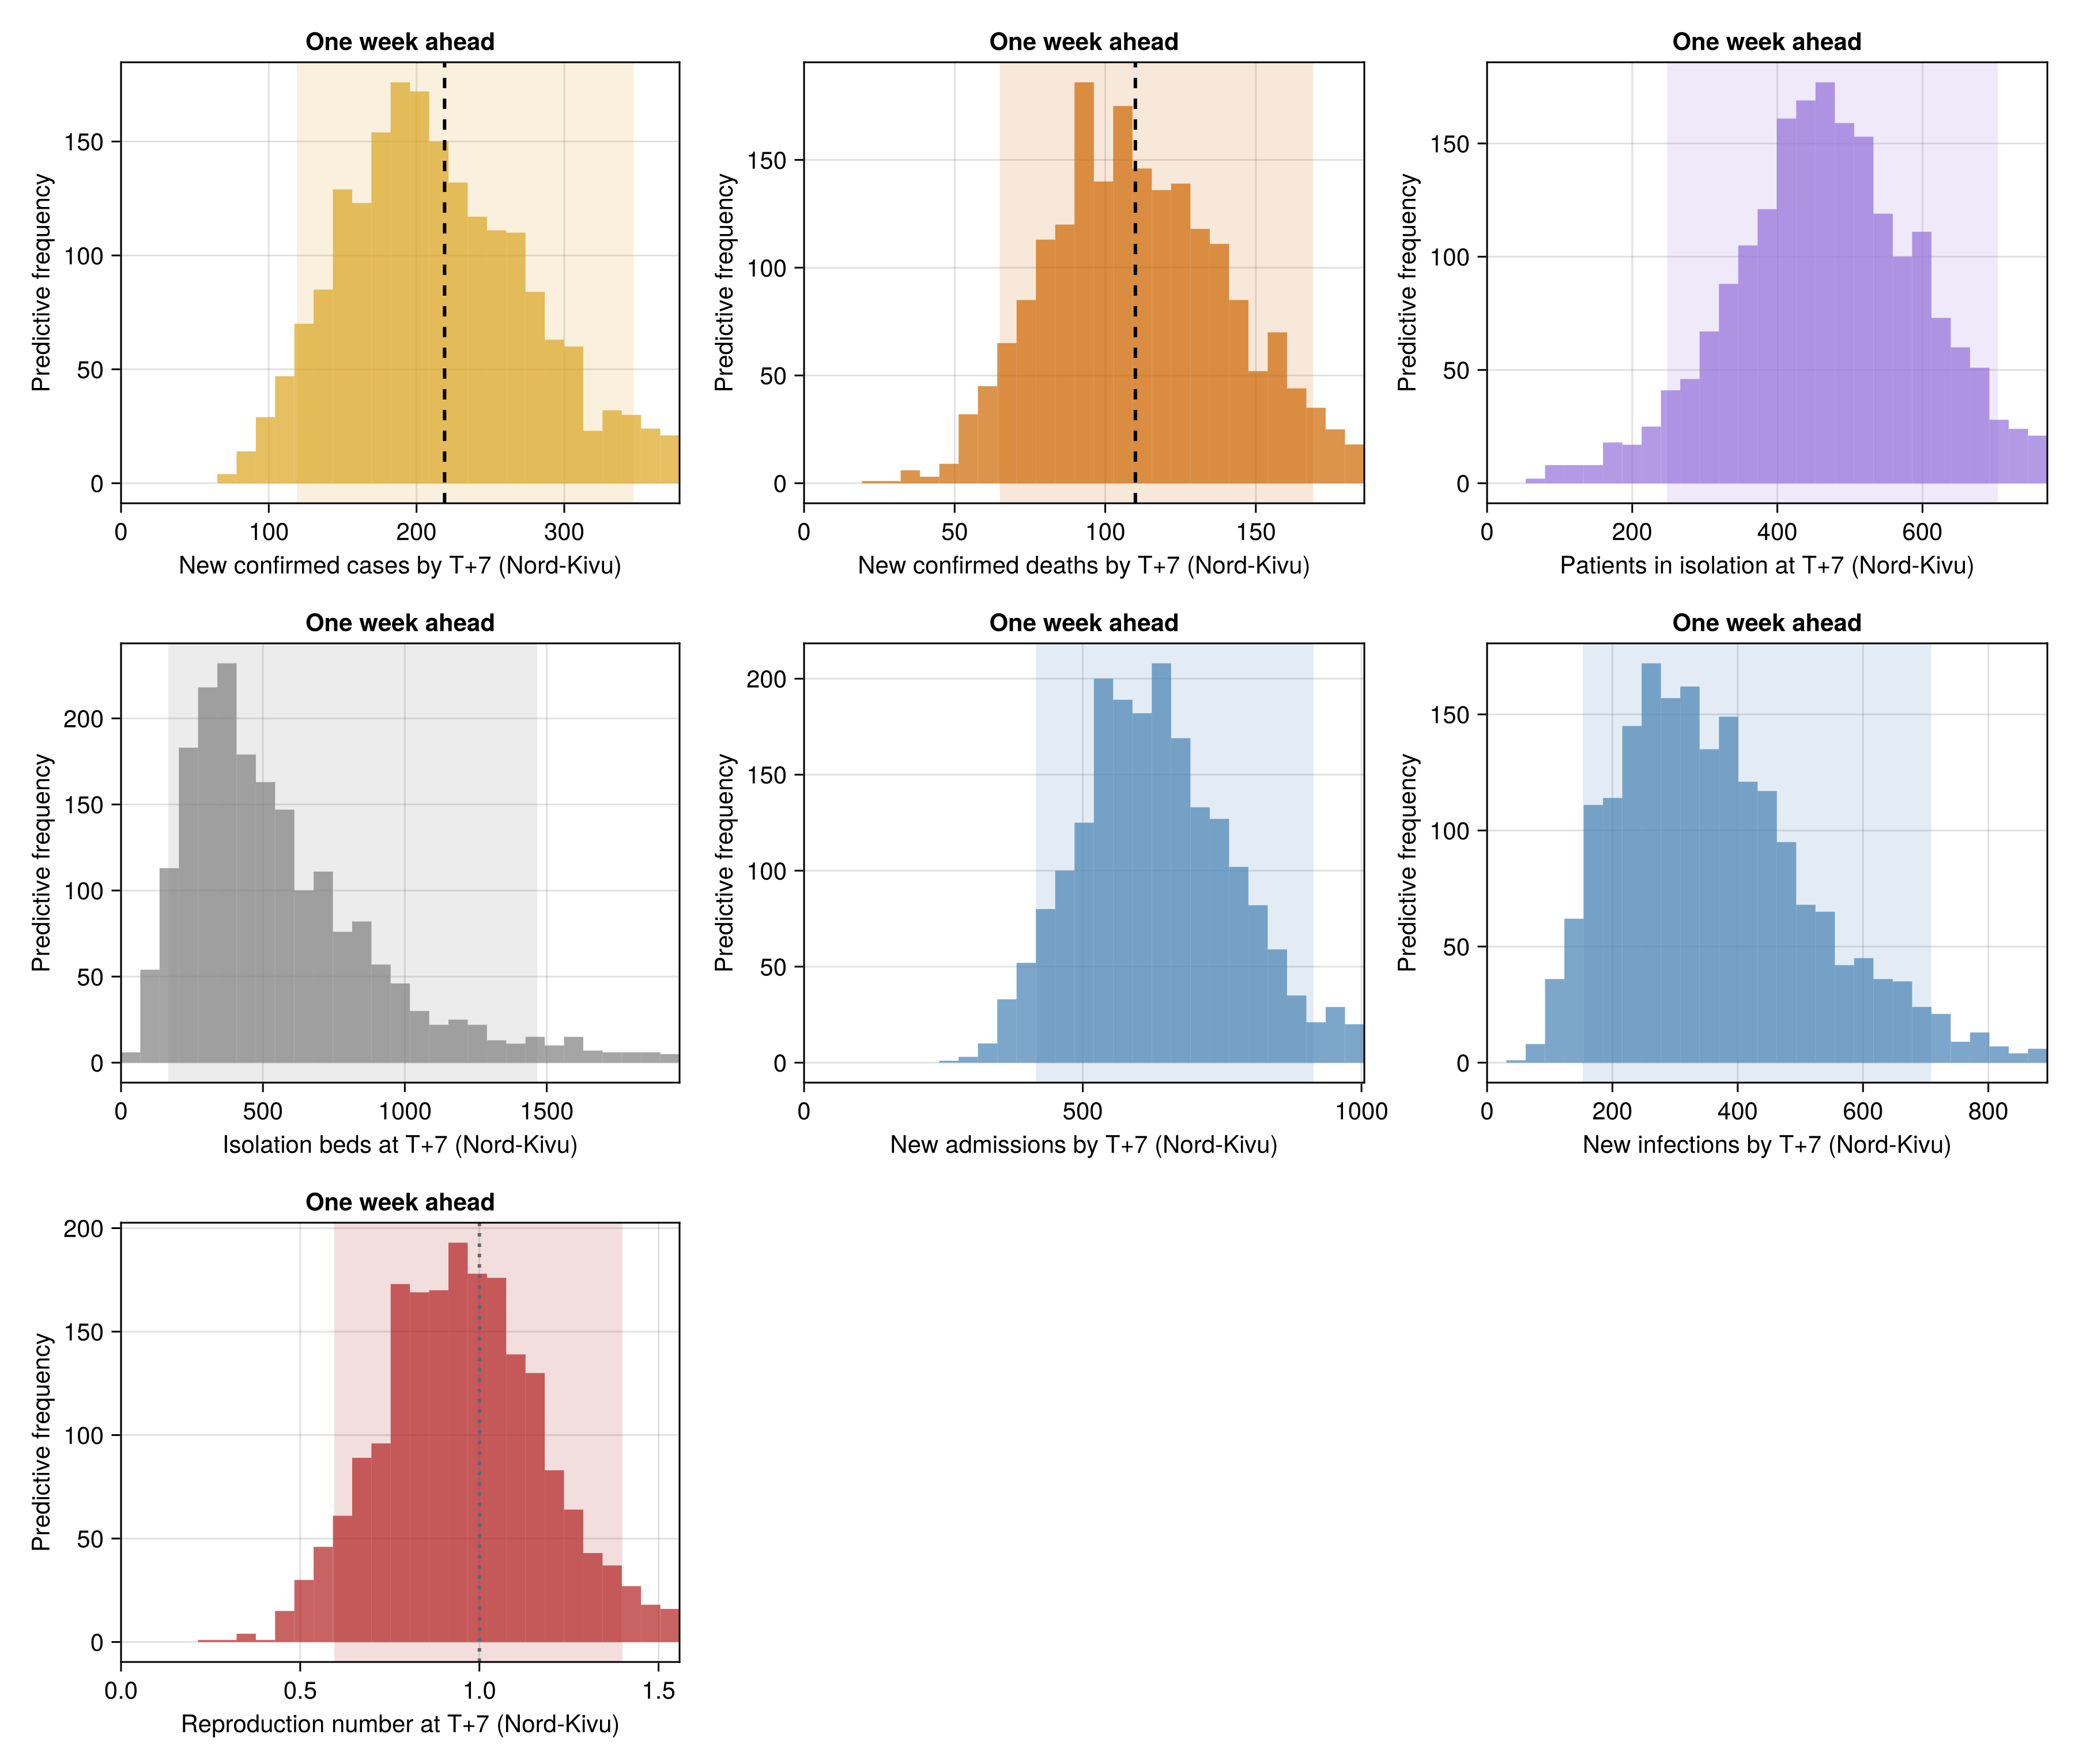 One week ahead
One week ahead
One week ahead
Predictive frequency
150
100
50
0
0
100
200
300
New confirmed cases by T+7 (Nord-Kivu)
Predictive frequency
150
100
50
0
50
100
150
0
New confirmed deaths by T+7 (Nord-Kivu)
Predictive frequency
150
100
50
0
0
200
400
600
Patients in isolation at T+7 (Nord-Kivu)
One week ahead
One week ahead
One week ahead
Predictive frequency
200
150
100
50
0
0
500
1000
1500
Isolation beds at T+7 (Nord-Kivu)
Predictive frequency
200
150
100
50
0
0
500
1000
New admissions by T+7 (Nord-Kivu)
Predictive frequency
150
100
50
0
0
200
400
600
800
New infections by T+7 (Nord-Kivu)
One week ahead
Predictive frequency
200
150
100
50
0
0.0
0.5
1.0
1.5
Reproduction number at T+7 (Nord-Kivu)